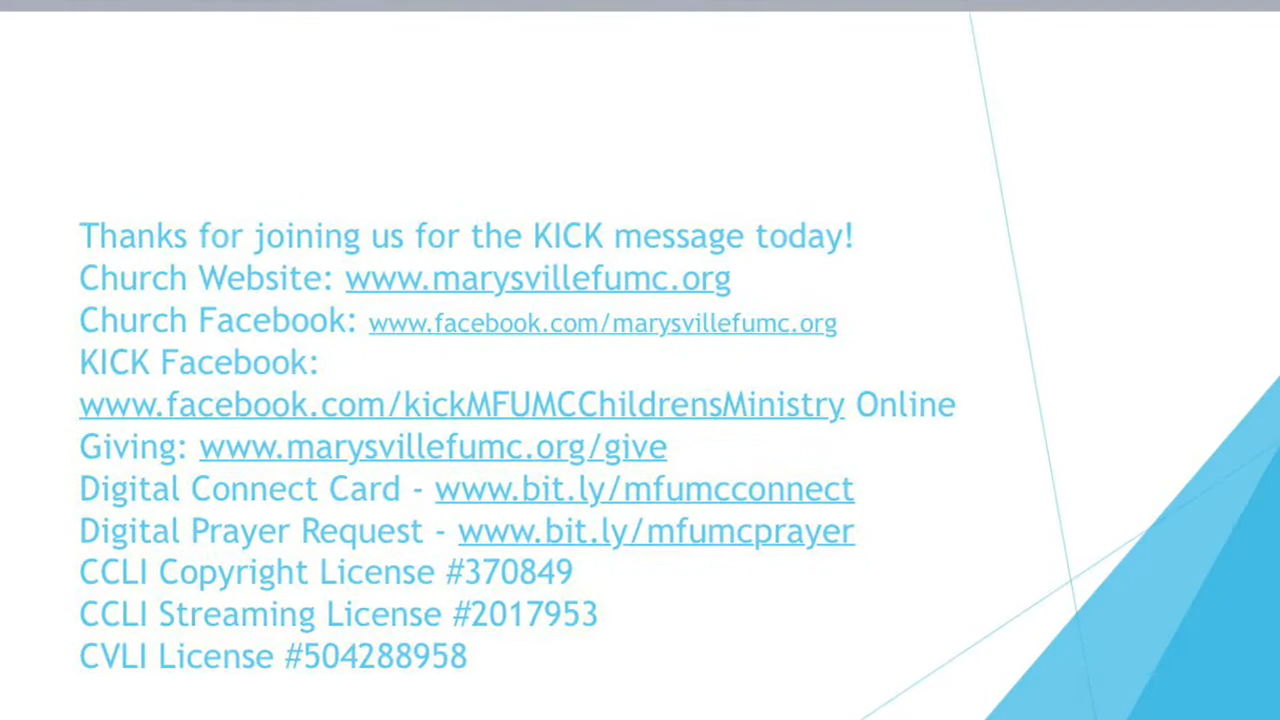 Thanks for joining us for the KICK message today!
Church Website: www.marysvillefumc.org
Church Facebook: www.facebook.com/marysvillefumc.org
KICK Facebook:
www.facebook.com/kickMFUMCChildrensMinistry Online
Giving: www.marysvillefumc.org/give
Digital Connect Card - www.bit.ly/mfumcconnect
Digital Prayer Request - www.bit.ly/mfumcprayer
CCLI Copyright License #370849
CCLI Streaming License #2017953
CVLI License #504288958